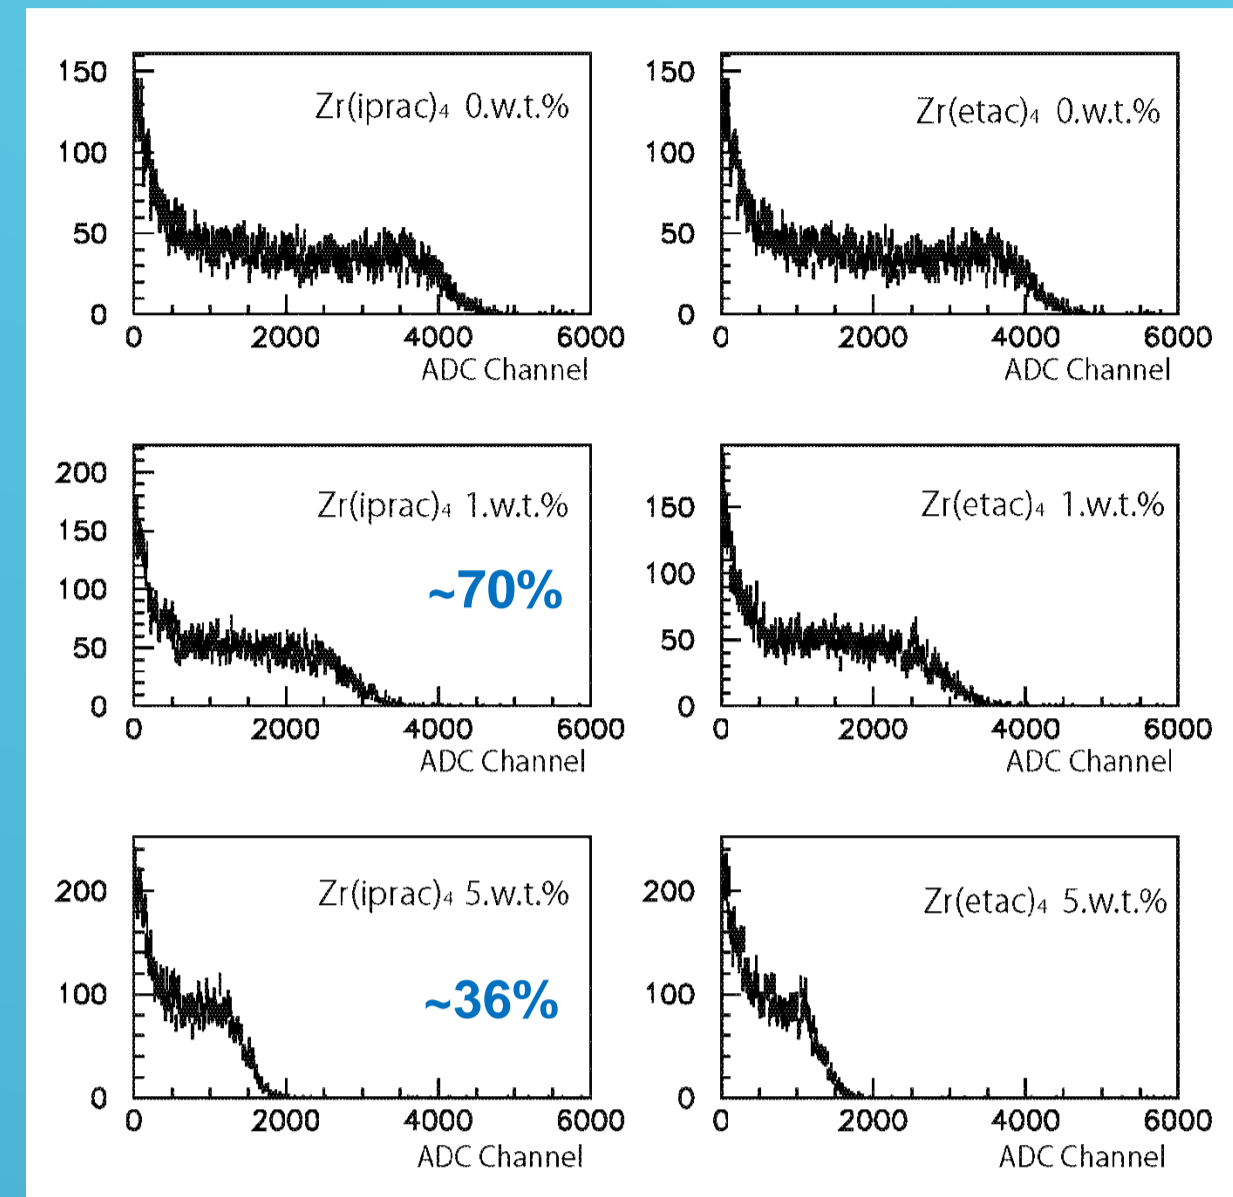 150
100
50
0
Zr(iprac)₄ 0.w.t.%
0 2000 4000 6000
ADC Channel
150
100
50
0
Zr(etac)₄ 0.w.t.%
0 2000 4000 6000
ADC Channel
200
150
100
50
0
Zr(iprac)₄ 1.w.t.%
~70%
0 2000 4000 6000
ADC Channel
150
100
50
0
Zr(etac)₄ 1.w.t.%
0 2000 4000 6000
ADC Channel
200
100
0
Zr(iprac)₄ 5.w.t.%
~36%
0 2000 4000 6000
ADC Channel
200
100
0
Zr(etac)₄ 5.w.t.%
0 2000 4000 6000
ADC Channel